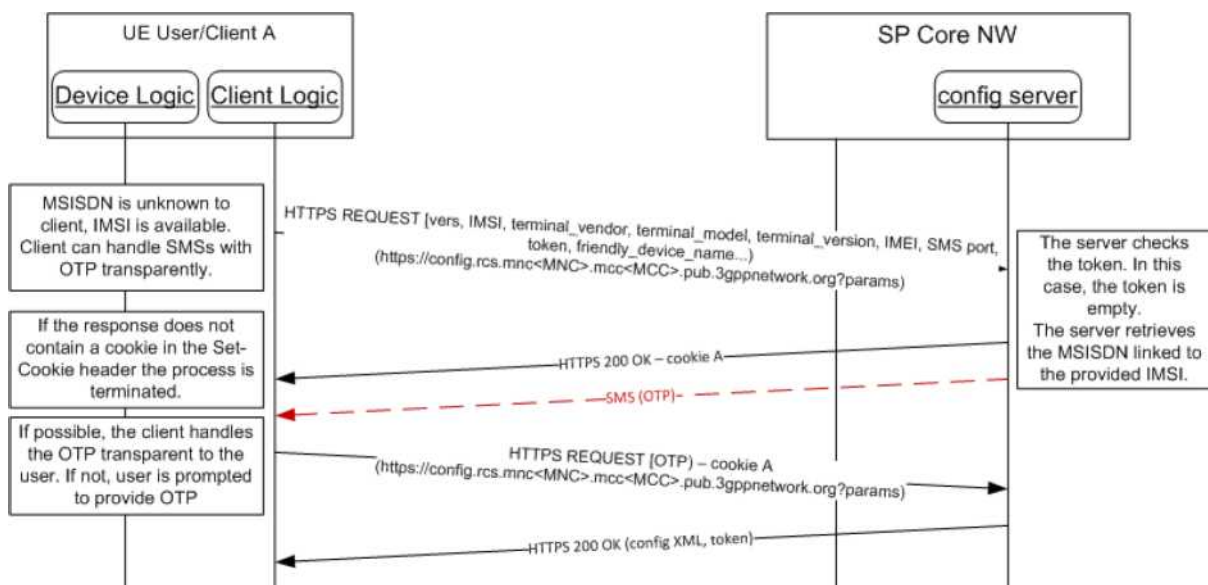 UE User/Client A
SP Core NW
Device Logic
Client Logic
config server
MSISDN is unknown to
client, IMSI is available.
Client can handle SMSs with
OTP transparently.
HTTPS REQUEST [vers, IMSI, terminal_vendor, terminal_model, terminal_version, IMEI, SMS port,
token, friendly_device_name...)
(https://config.rcs.mnc<MNC>.mcc<MCC>.pub.3gppnetwork.org?params)
The server checks
the token. In this
case, the token is
empty.
The server retrieves
the MSISDN linked to
the provided IMSI.
If the response does not
contain a cookie in the Set-
Cookie header the process is
terminated.
HTTPS 200 OK – cookie A
SMS (OTP)
If possible, the client handles
the OTP transparent to the
user. If not, user is prompted
to provide OTP
HTTPS REQUEST [OTP) – cookie A
(https://config.rcs.mnc<MNC>.mcc<MCC>.pub.3gppnetwork.org?params)
HTTPS 200 OK (config XML, token)